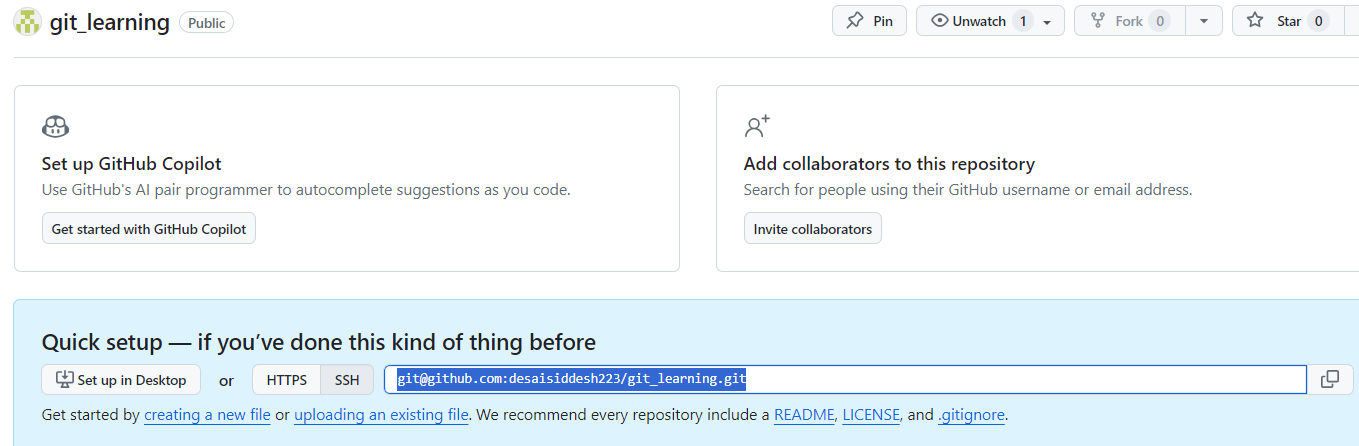 git_learning Public Pin Unwatch 1 Fork 0 Star 0
Set up GitHub Copilot
Use GitHub's AI pair programmer to autocomplete suggestions as you code.
Get started with GitHub Copilot
Add collaborators to this repository
Search for people using their GitHub username or email address.
Invite collaborators
Quick setup — if you’ve done this kind of thing before
Set up in Desktop or HTTPS SSH git@github.com:desaisiddesh223/git_learning.git
Get started by creating a new file or uploading an existing file. We recommend every repository include a README, LICENSE, and .gitignore.